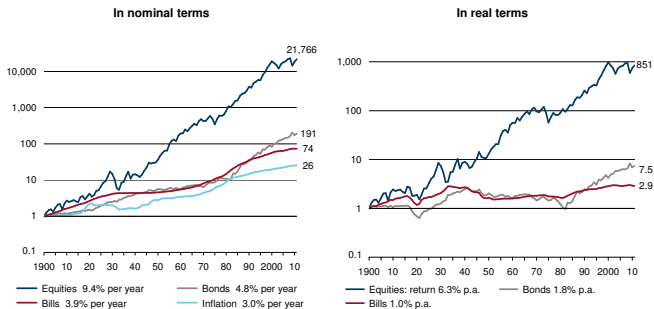 In nominal terms
21,766
10,000
1,000
100
10
1
0.1
191
74
26
1900 10 20 30 40 50 60 70 80 90 2000 10
Equities 9.4% per year
Bonds 4.8% per year
Bills 3.9% per year
Inflation 3.0% per year
In real terms
1,000
100
10
1
0.1
851
7.5
2.9
1900 10 20 30 40 50 60 70 80 90 2000 10
Equities: return 6.3% p.a.
Bonds 1.8% p.a.
Bills 1.0% p.a.